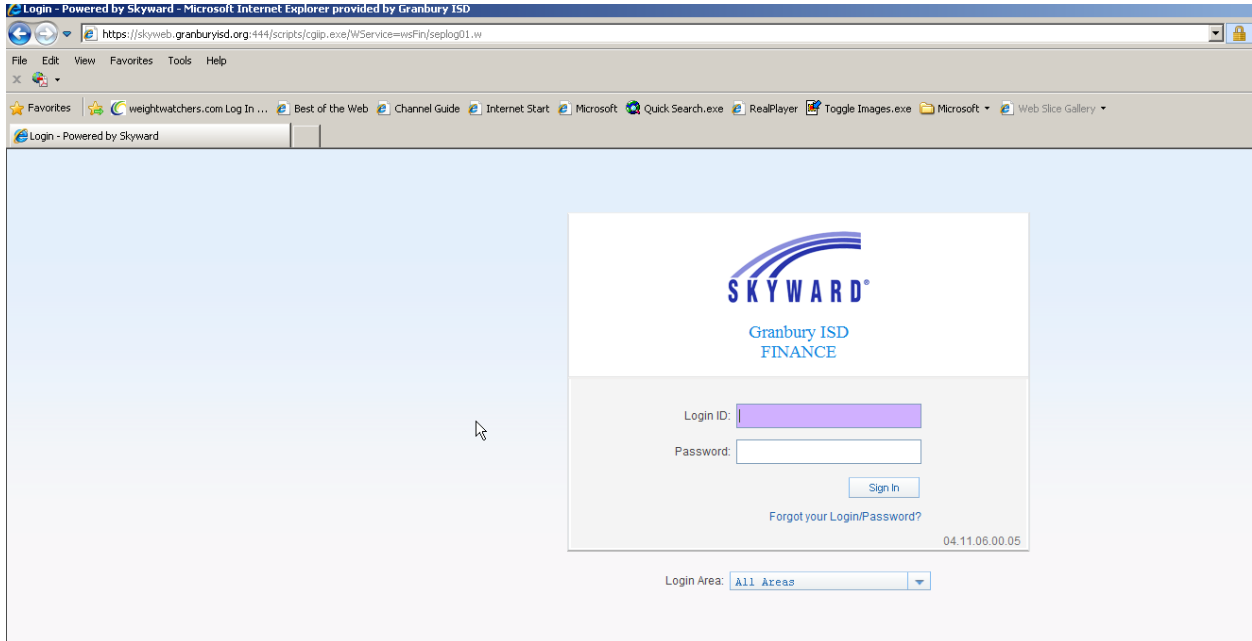 Login - Powered by Skyward - Microsoft Internet Explorer provided by Granbury ISD
https://skyweb.granburyisd.org:444/scripts/cgiip.exe/WService=wsFin/seplog01.w
File Edit View Favorites Tools Help
Favorites weightwatchers.com Log In ... Best of the Web Channel Guide Internet Start Microsoft Quick Search.exe RealPlayer Toggle Images.exe Microsoft Web Slice Gallery
Login - Powered by Skyward
SKYWARD®
Granbury ISD
FINANCE
Login ID:
Password:
Sign In
Forgot your Login/Password?
04.11.06.00.05
Login Area: All Areas